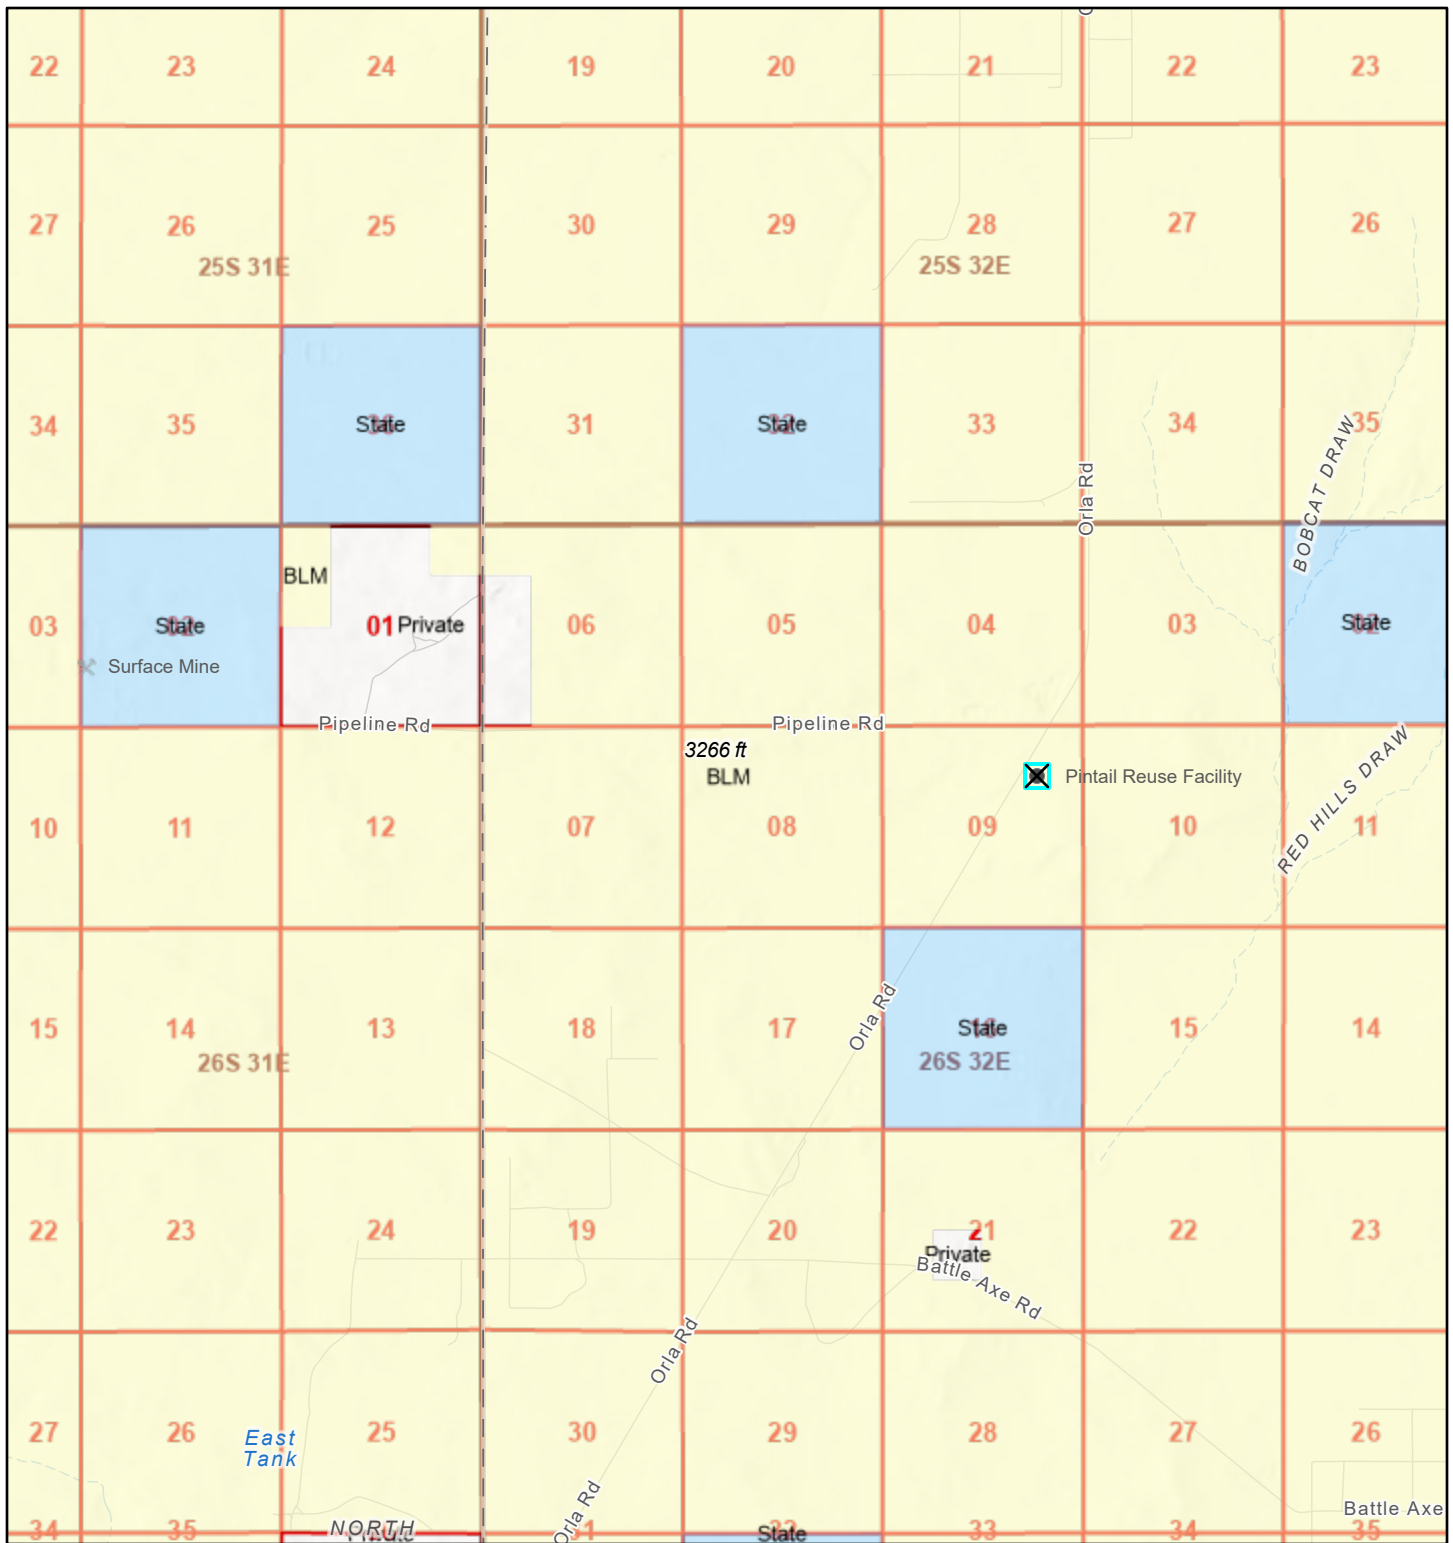 22 23 24 19 20 21 22 23
27 26 25 30 29 28 27 26
25S 31E 25S 32E
34 35 State 31 State 33 34 35
BOBCAT DRAW
Orla Rd
BLM
03 State 01 Private 06 05 04 03 State
Surface Mine
Pipeline Rd Pipeline Rd
3266 ft
BLM Pintail Reuse Facility
RED HILLS DRAW
10 11 12 07 08 09 10 11
Orla Rd
15 14 13 18 17 State 15 14
26S 31E 26S 32E
22 23 24 19 20 21 22 23
Private
Battle Axe Rd
Orla Rd
27 26 25 30 29 28 27 26
East
Tank
Orla Rd
Battle Axe
34 35 NORTH State 33 34 35